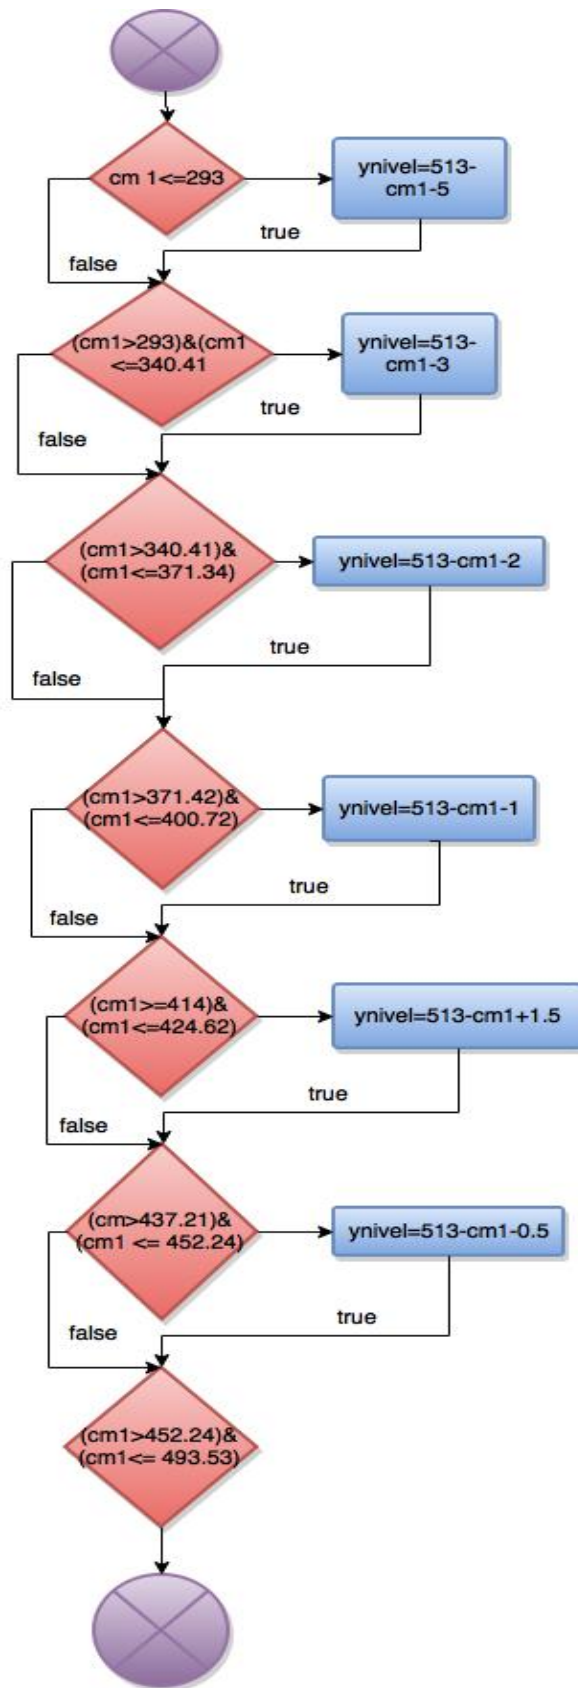 cm 1<=293
ynivel=513-
cm1-5
true
false
(cm1>293)&(cm1
<=340.41
ynivel=513-
cm1-3
true
false
(cm1>340.41)&
(cm1<=371.34)
ynivel=513-cm1-2
true
false
(cm1>371.42)&
(cm1<=400.72)
ynivel=513-cm1-1
true
false
(cm1>=414)&
(cm1<=424.62)
ynivel=513-cm1+1.5
true
false
(cm>437.21)&
(cm1 <= 452.24)
ynivel=513-cm1-0.5
true
false
(cm1>452.24)&
(cm1<= 493.53)